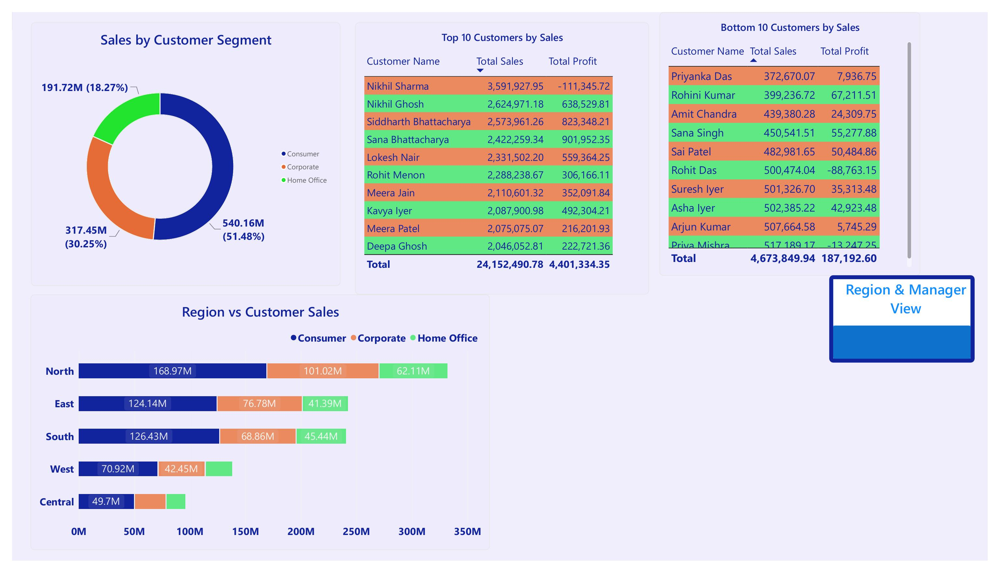 Sales by Customer Segment
191.72M (18.27%)
317.45M
(30.25%)
540.16M
(51.48%)
Consumer
Corporate
Home Office
Top 10 Customers by Sales
Customer Name Total Sales Total Profit
Nikhil Sharma 3,591,927.95 -111,345.72
Nikhil Ghosh 2,624,971.18 638,529.81
Siddharth Bhattacharya 2,573,961.26 823,348.21
Sana Bhattacharya 2,422,259.34 901,952.35
Lokesh Nair 2,331,502.20 559,364.25
Rohit Menon 2,288,238.67 306,166.11
Meera Jain 2,110,601.32 352,091.84
Kavya Iyer 2,087,900.98 492,304.21
Meera Patel 2,075,075.07 216,201.93
Deepa Ghosh 2,046,052.81 222,721.36
Total 24,152,490.78 4,401,334.35
Bottom 10 Customers by Sales
Customer Name Total Sales Total Profit
Priyanka Das 372,670.07 7,936.75
Rohini Kumar 399,236.72 67,211.51
Amit Chandra 439,380.28 24,309.75
Sana Singh 450,541.51 55,277.88
Sai Patel 482,981.65 50,484.86
Rohit Das 500,474.04 -88,763.15
Suresh Iyer 501,326.70 35,313.48
Asha Iyer 502,385.22 42,923.48
Arjun Kumar 507,664.58 5,745.29
Priya Mishra 517,189.17 -13,247.25
Total 4,673,849.94 187,192.60
Region & Manager
View
Region vs Customer Sales
Consumer Corporate Home Office
North 168.97M 101.02M 62.11M
East 124.14M 76.78M 41.39M
South 126.43M 68.86M 45.44M
West 70.92M 42.45M
Central 49.7M
0M 50M 100M 150M 200M 250M 300M 350M